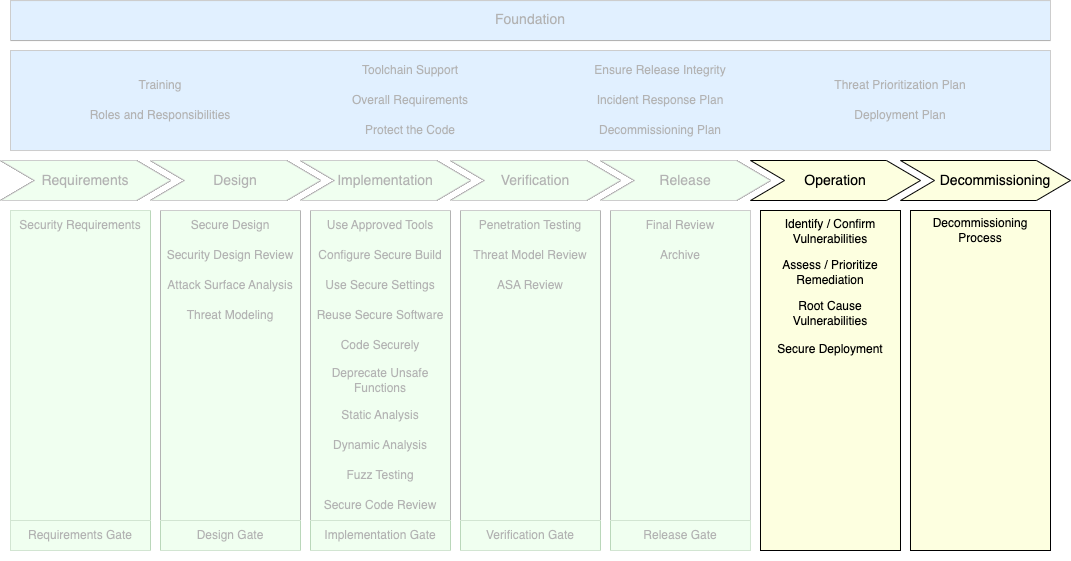 Foundation
Training
Roles and Responsibilities
Toolchain Support
Overall Requirements
Protect the Code
Ensure Release Integrity
Incident Response Plan
Decommissioning Plan
Threat Prioritization Plan
Deployment Plan
Requirements
Design
Implementation
Verification
Release
Operation
Decommissioning
Security Requirements
Requirements Gate
Secure Design
Security Design Review
Attack Surface Analysis
Threat Modeling
Design Gate
Use Approved Tools
Configure Secure Build
Use Secure Settings
Reuse Secure Software
Code Securely
Deprecate Unsafe
Functions
Static Analysis
Dynamic Analysis
Fuzz Testing
Secure Code Review
Implementation Gate
Penetration Testing
Threat Model Review
ASA Review
Verification Gate
Final Review
Archive
Release Gate
Identify / Confirm
Vulnerabilities
Assess / Prioritize
Remediation
Root Cause
Vulnerabilities
Secure Deployment
Decommissioning
Process